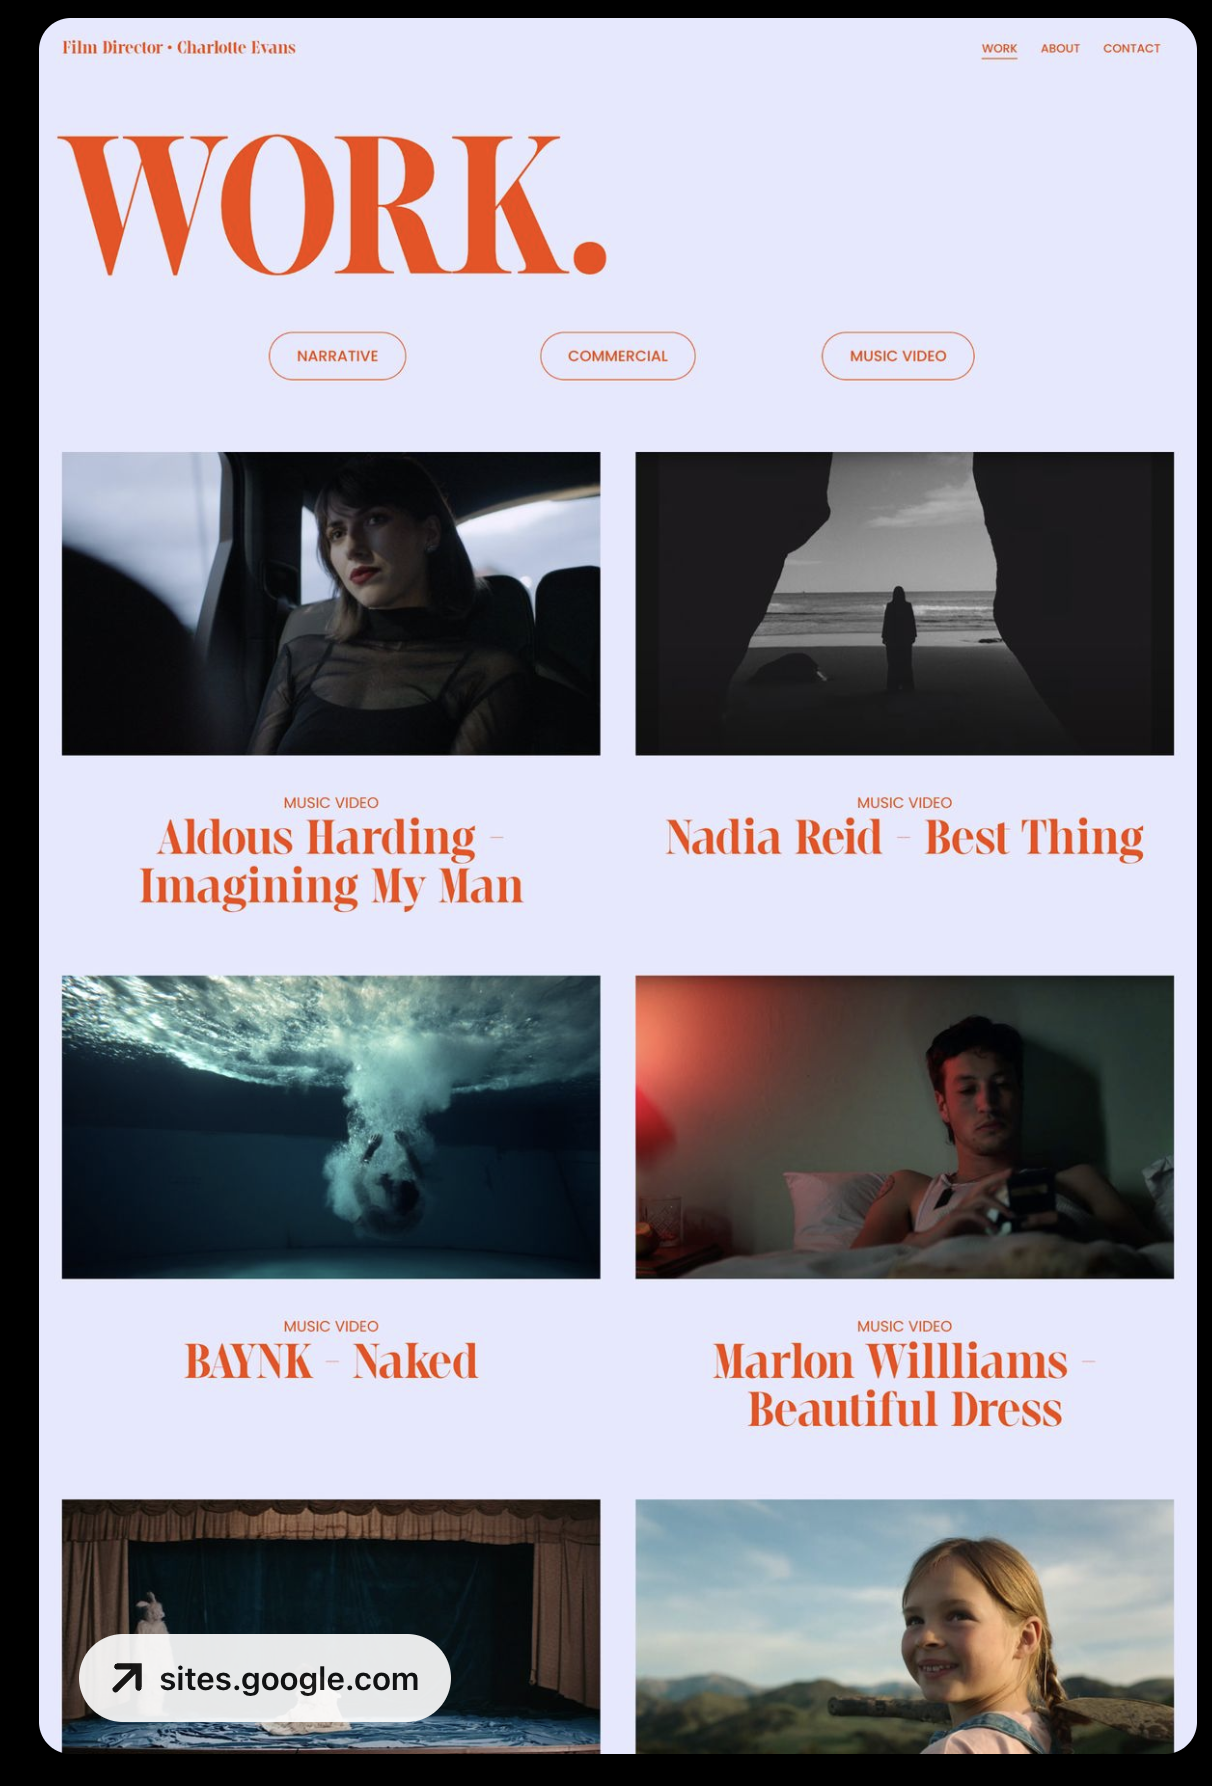 Film Director • Charlotte Evans
WORK
ABOUT
CONTACT
WORK.
NARRATIVE
COMMERCIAL
MUSIC VIDEO
MUSIC VIDEO
Aldous Harding –
Imagining My Man
MUSIC VIDEO
Nadia Reid – Best Thing
MUSIC VIDEO
BAYNK – Naked
MUSIC VIDEO
Marlon Willliams –
Beautiful Dress
sites.google.com